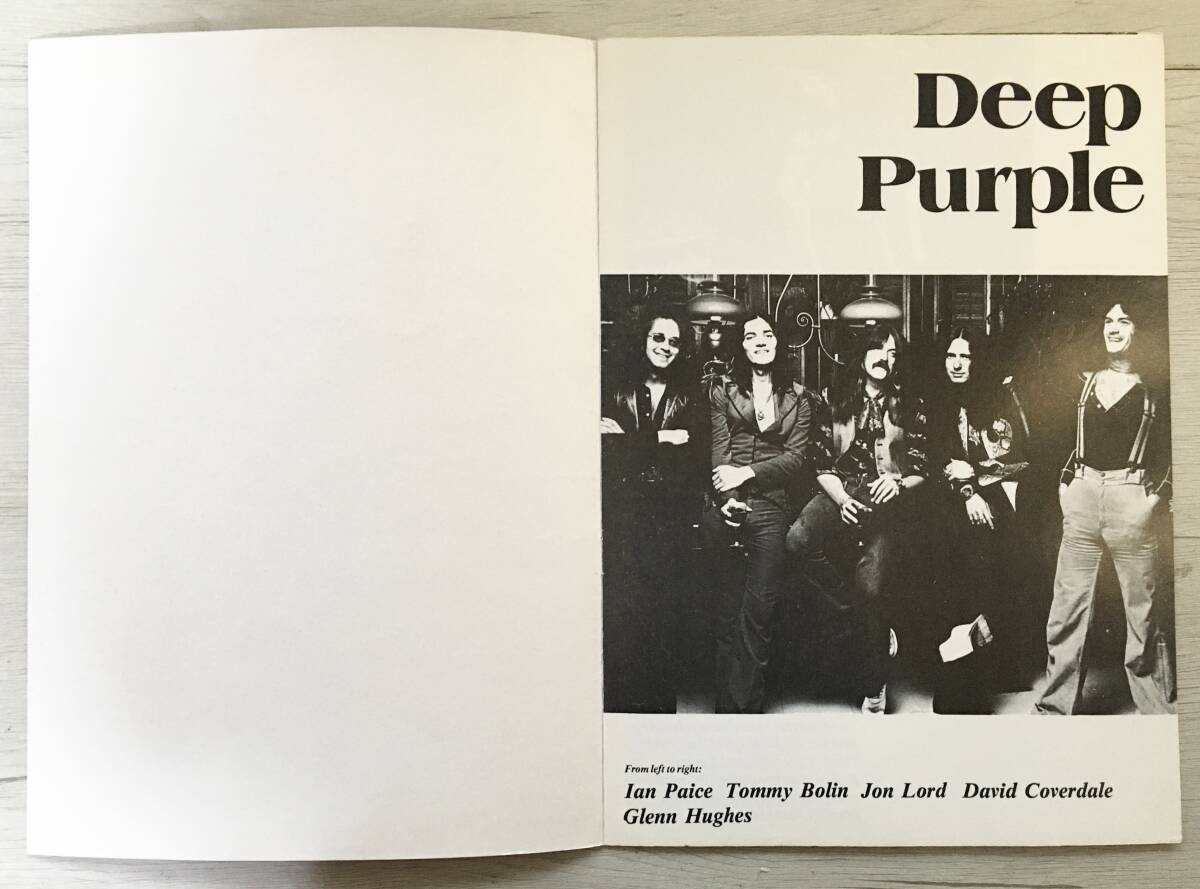 Deep
Purple
From left to right:
Ian Paice Tommy Bolin Jon Lord David Coverdale
Glenn Hughes